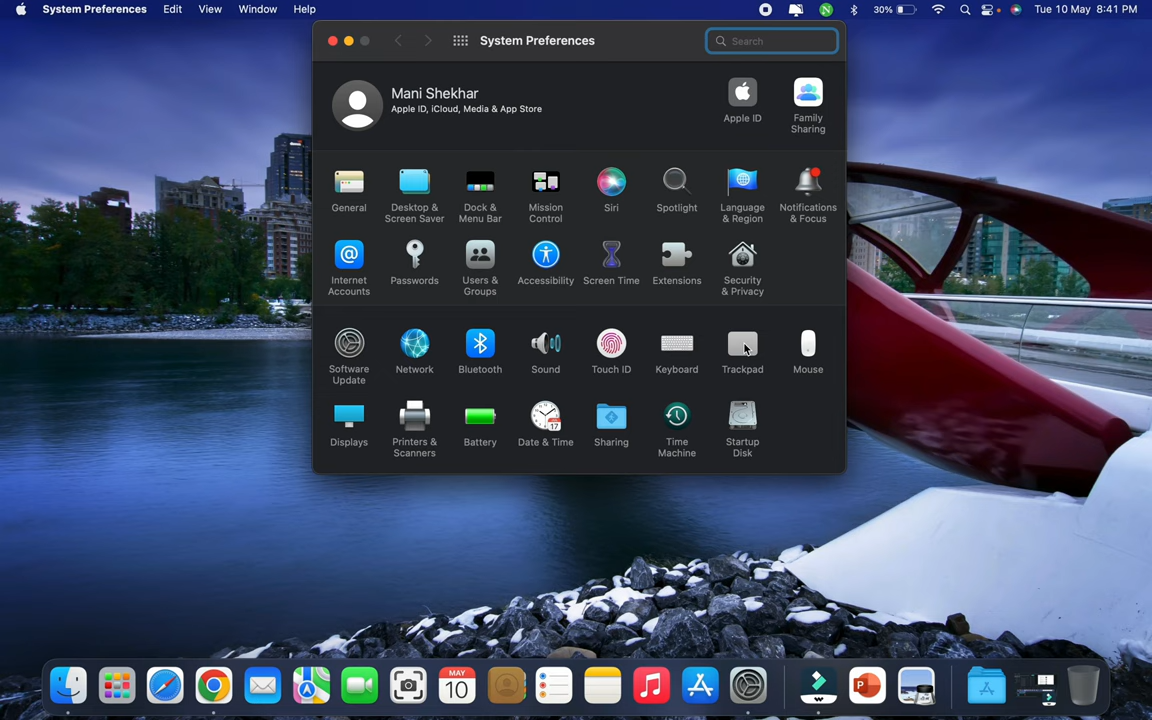 System Preferences Edit View Window Help 30% Tue 10 May 8:41 PM
System Preferences Search
Mani Shekhar
Apple ID, iCloud, Media & App Store
Apple ID
Family
Sharing
General
Desktop &
Screen Saver
Dock &
Menu Bar
Mission
Control
Siri
Spotlight
Language
& Region
Notifications
& Focus
Internet
Accounts
Passwords
Users &
Groups
Accessibility
Screen Time
Extensions
Security
& Privacy
Software
Update
Network
Bluetooth
Sound
Touch ID
Keyboard
Trackpad
Mouse
Displays
Printers &
Scanners
Battery
17
Date & Time
Sharing
Time
Machine
Startup
Disk
MAY
10